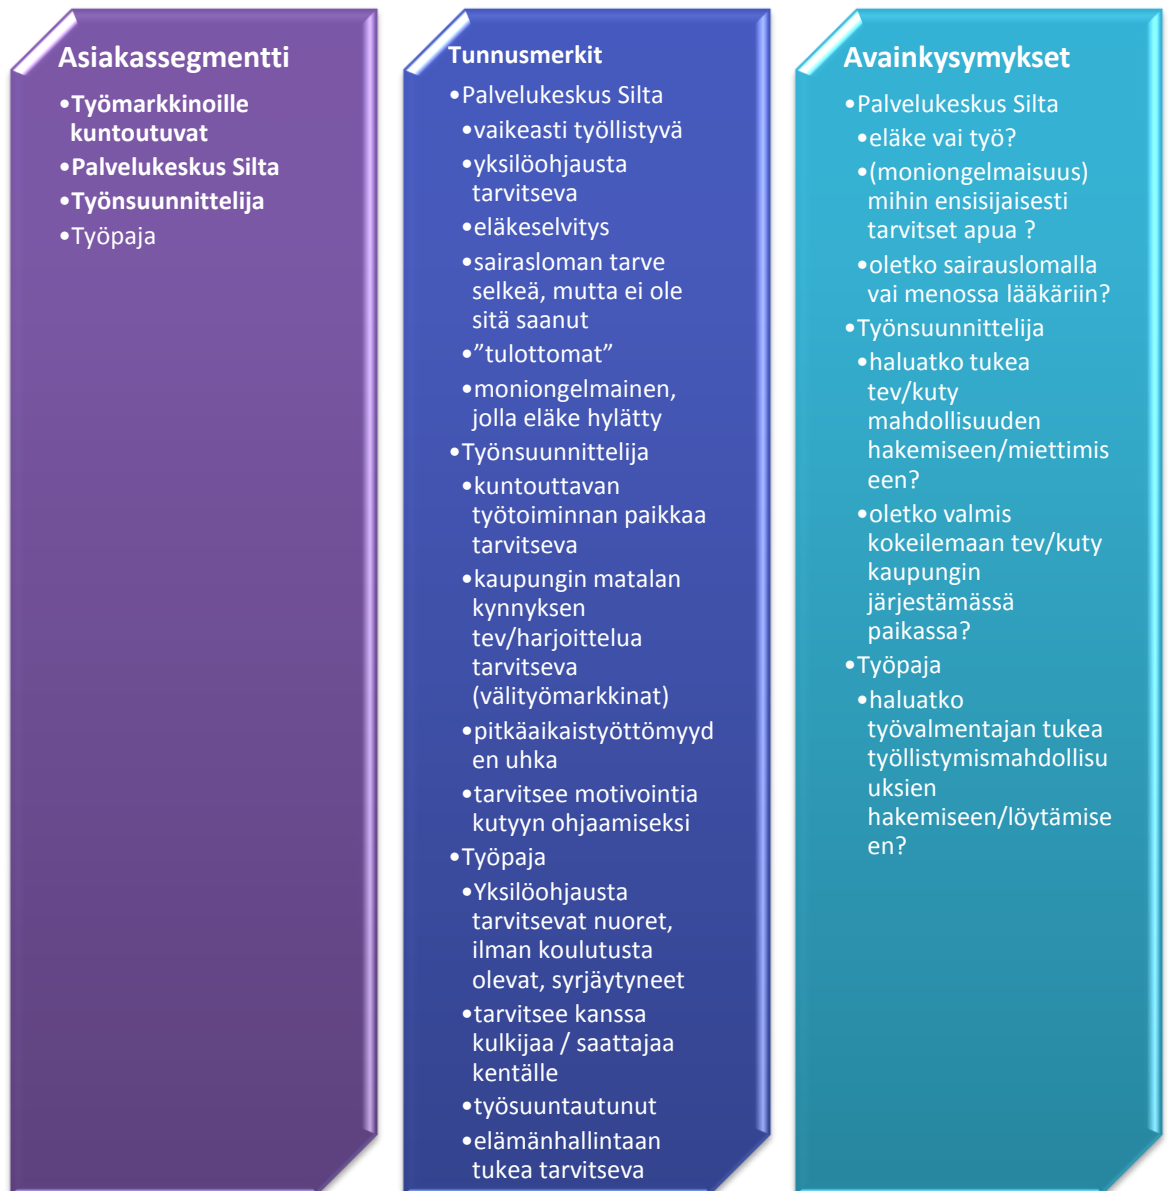 Asiakassegmentti
•Työmarkkinoille
kuntoutuvat
•Palvelukeskus Silta
•Työnsuunnittelija
•Työpaja
Tunnusmerkit
•Palvelukeskus Silta
•vaikeasti työllistyvä
•yksilöohjausta
tarvitseva
•eläkeselvitys
•sairasloman tarve
selkeä, mutta ei ole
sitä saanut
•”tulottomat”
•moniongelmainen,
jolla eläke hylätty
•Työnsuunnittelija
•kuntouttavan
työtoiminnan paikkaa
tarvitseva
•kaupungin matalan
kynnyksen
tev/harjoittelua
tarvitseva
(välityömarkkinat)
•pitkäaikaistyöttömyyd
en uhka
•tarvitsee motivointia
kutyyn ohjaamiseksi
•Työpaja
•Yksilöohjausta
tarvitsevat nuoret,
ilman koulutusta
olevat, syrjäytyneet
•tarvitsee kanssa
kulkijaa / saattajaa
kentälle
•työsuuntautunut
•elämänhallintaan
tukea tarvitseva
Avainkysymykset
•Palvelukeskus Silta
•eläke vai työ?
•(moniongelmaisuus)
mihin ensisijaisesti
tarvitset apua ?
•oletko sairauslomalla
vai menossa lääkäriin?
•Työnsuunnittelija
•haluatko tukea
tev/kuty
mahdollisuuden
hakemiseen/miettimis
een?
•oletko valmis
kokeilemaan tev/kuty
kaupungin
järjestämässä
paikassa?
•Työpaja
•haluatko
työvalmentajan tukea
työllistymismahdollisu
uksien
hakemiseen/löytämise
en?